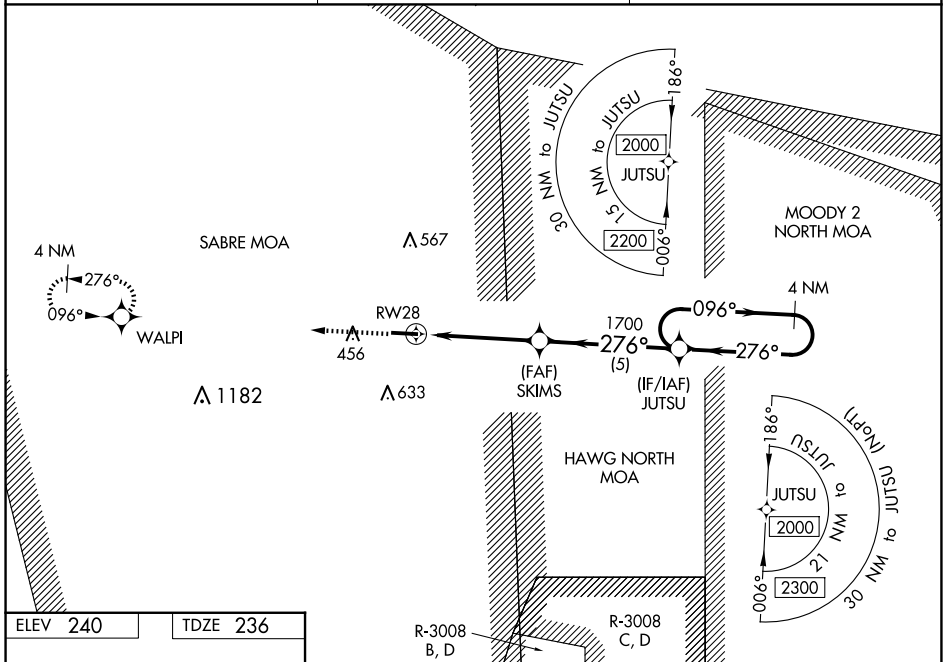 30 NM to JUTSU
15 NM to JUTSU
186°
2000
JUTSU
2200
006°
MOODY 2
NORTH MOA
SABRE MOA
567
4 NM
276°
096°
WALPI
RW28
456
1700
276°
(5)
(FAF)
SKIMS
096°
4 NM
276°
(IF/IAF)
JUTSU
1182
633
HAWG NORTH
MOA
186°
JUTSU
2000
2300
006°
21 NM to JUTSU
30 NM to JUTSU (NoPT)
ELEV 240
TDZE 236
R-3008
B, D
R-3008
C, D